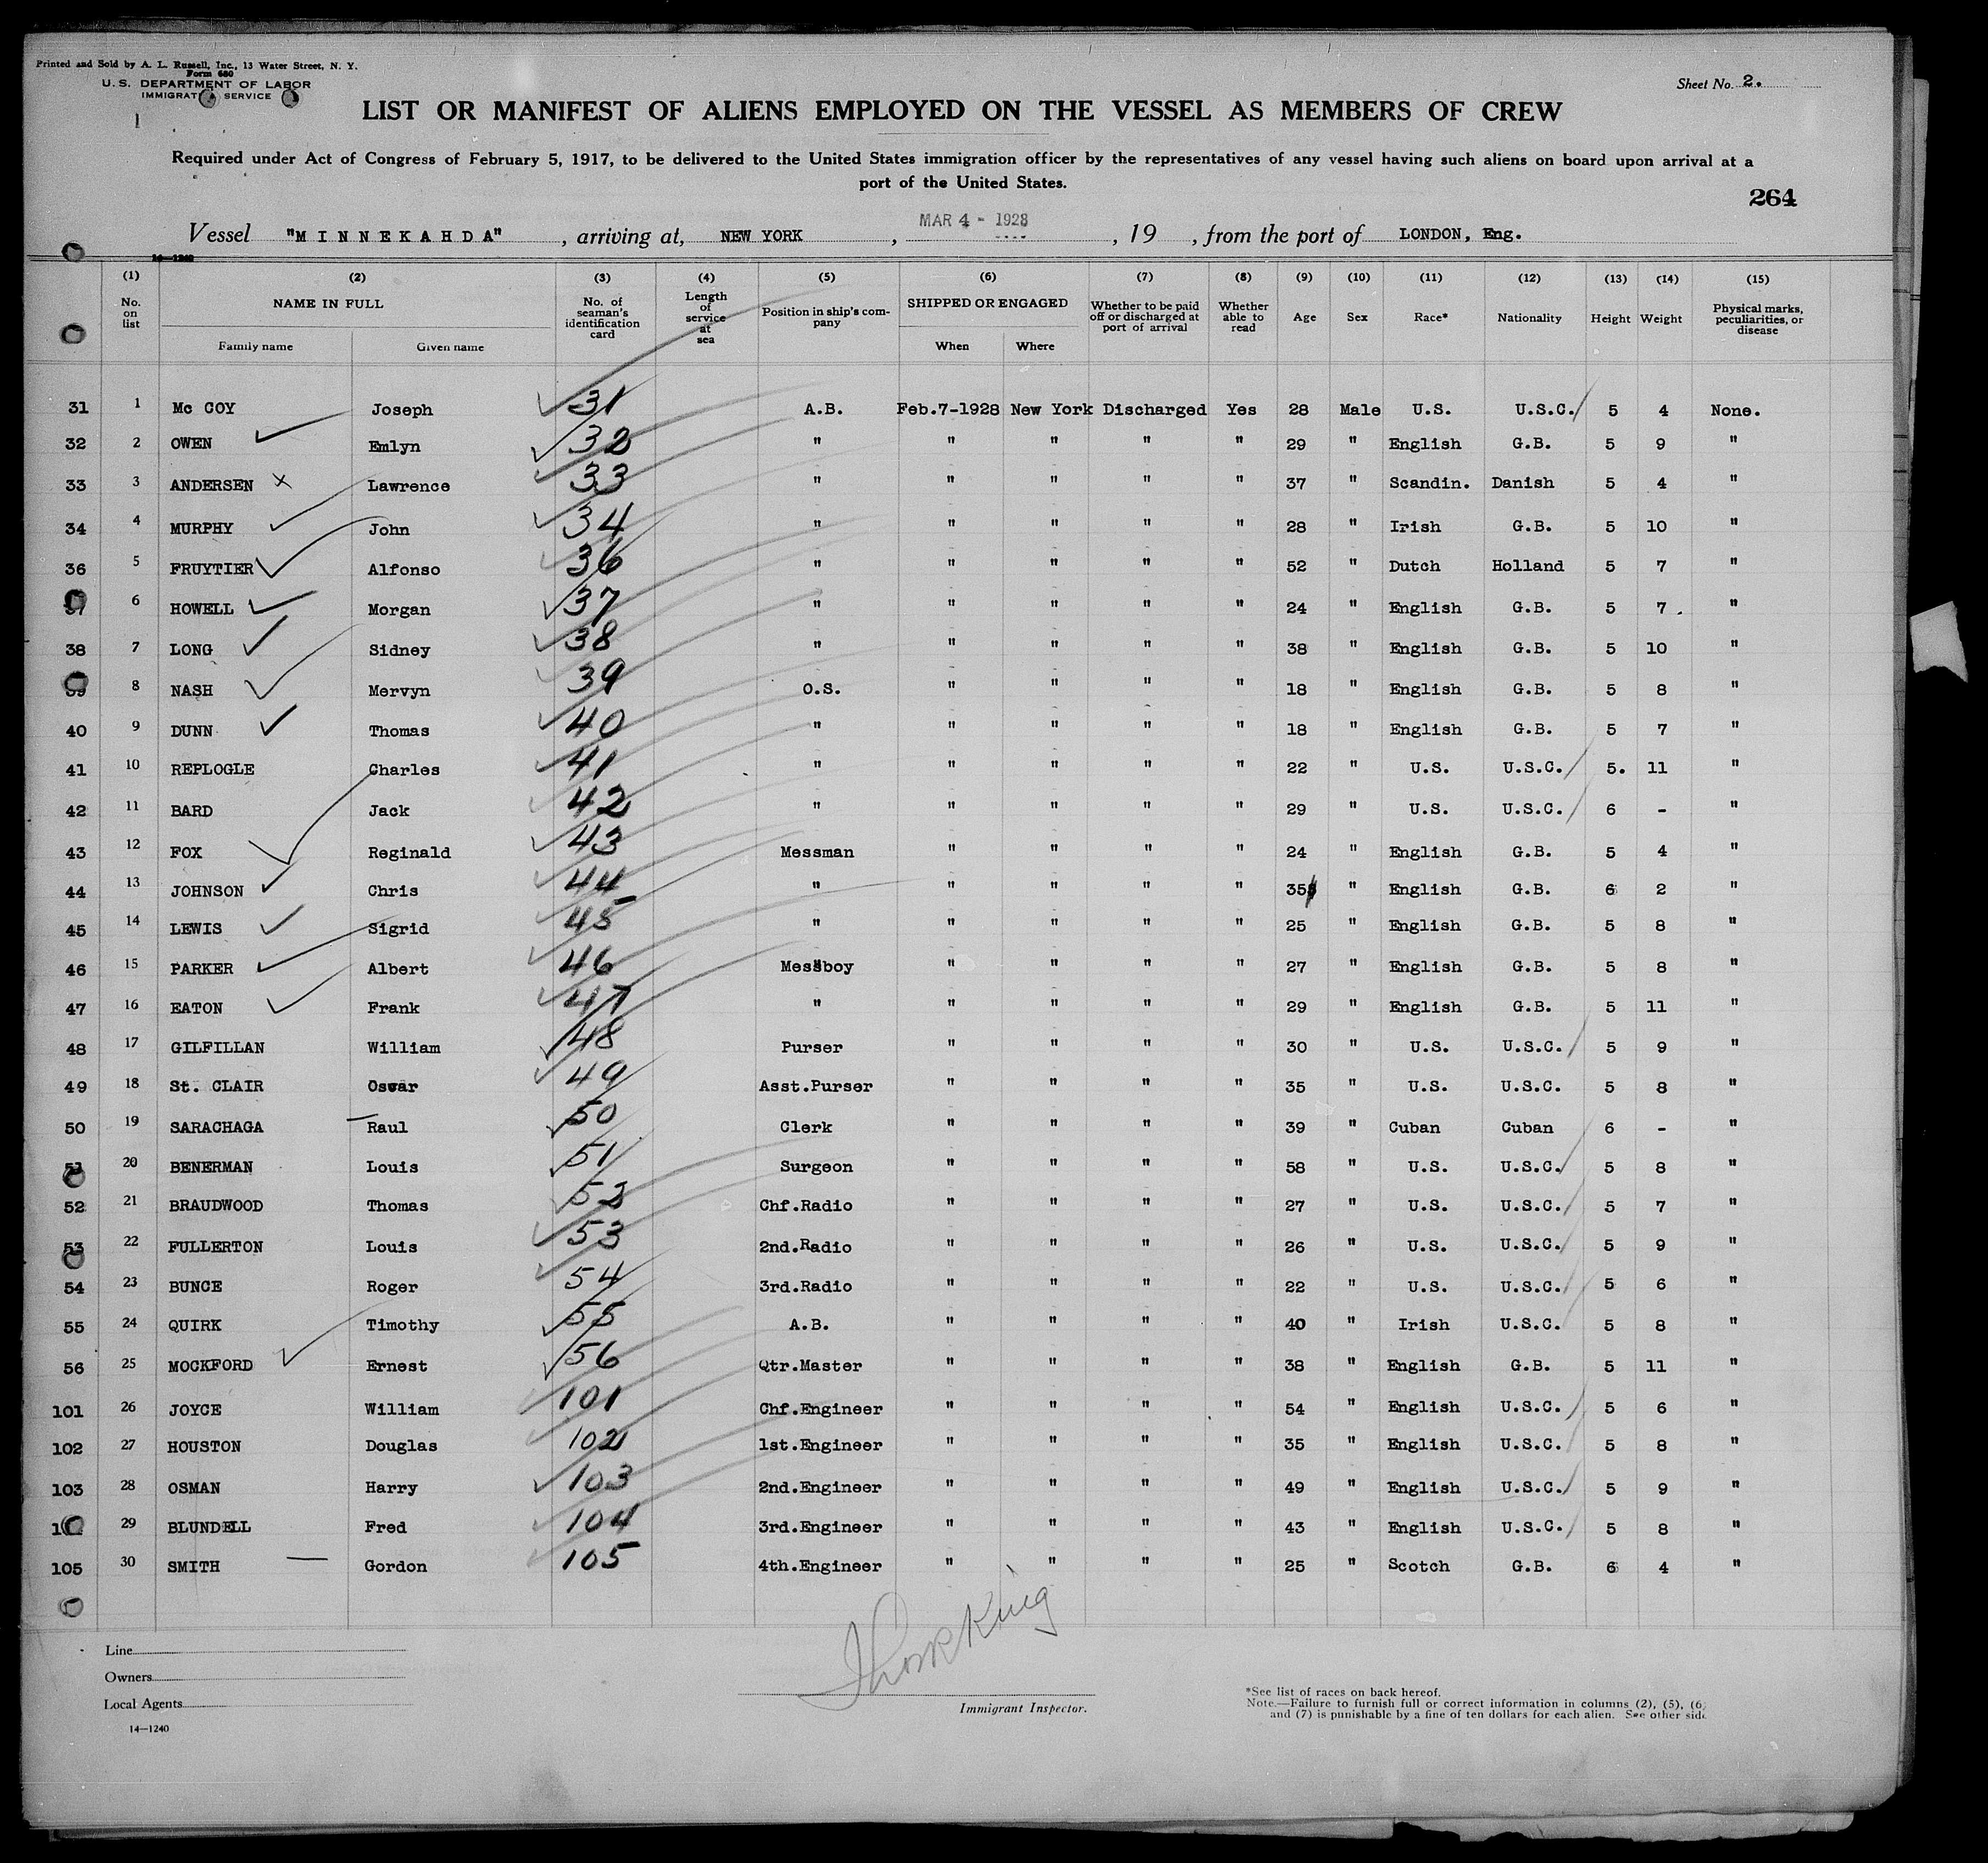 Printed and Sold by A. L. Russell, Inc., 13 Water Street, N. Y.
Form 680
U. S. DEPARTMENT OF LABOR
IMMIGRATION SERVICE
Sheet No. 2.
LIST OR MANIFEST OF ALIENS EMPLOYED ON THE VESSEL AS MEMBERS OF CREW
Required under Act of Congress of February 5, 1917, to be delivered to the United States immigration officer by the representatives of any vessel having such aliens on board upon arrival at a
port of the United States.
264
Vessel "MINNEKAHDA", arriving at, NEW YORK, MAR 4 - 1928, 19 , from the port of LONDON, Eng.
14—1240
(1) (2) (3) (4) (5) (6) (7) (8) (9) (10) (11) (12) (13) (14) (15)
No. on list NAME IN FULL Family name Given name No. of seaman's identification card Length of service at sea Position in ship's company SHIPPED OR ENGAGED When Where Whether to be paid off or discharged at port of arrival Whether able to read Age Sex Race* Nationality Height Weight Physical marks, peculiarities, or disease
31 1 Mc COY Joseph 31 A.B. Feb.7-1928 New York Discharged Yes 28 Male U.S. U.S.C. 5 4 None.
32 2 OWEN Emlyn 32 " " " " " 29 " English G.B. 5 9 "
33 3 ANDERSEN x Lawrence 33 " " " " " 37 " Scandin. Danish 5 4 "
34 4 MURPHY John 34 " " " " " 28 " Irish G.B. 5 10 "
36 5 FRUYTIER Alfonso 36 " " " " " 52 " Dutch Holland 5 7 "
37 6 HOWELL Morgan 37 " " " " " 24 " English G.B. 5 7 "
38 7 LONG Sidney 38 " " " " " 38 " English G.B. 5 10 "
39 8 NASH Mervyn 39 O.S. " " " " 18 " English G.B. 5 8 "
40 9 DUNN Thomas 40 " " " " " 18 " English G.B. 5 7 "
41 10 REPLOGLE Charles 41 " " " " " 22 " U.S. U.S.C. 5. 11 "
42 11 BARD Jack 42 " " " " " 29 " U.S. U.S.C. 6 - "
43 12 FOX Reginald 43 Messman " " " " 24 " English G.B. 5 4 "
44 13 JOHNSON Chris 44 " " " " " 35 " English G.B. 6 2 "
45 14 LEWIS Sigrid 45 " " " " " 25 " English G.B. 5 8 "
46 15 PARKER Albert 46 Messboy " " " " 27 " English G.B. 5 8 "
47 16 EATON Frank 47 " " " " " 29 " English G.B. 5 11 "
48 17 GILFILLAN William 48 Purser " " " " 30 " U.S. U.S.C. 5 9 "
49 18 St. CLAIR Oscar 49 Asst.Purser " " " " 35 " U.S. U.S.C. 5 8 "
50 19 SARACHAGA Raul 50 Clerk " " " " 39 " Cuban Cuban 6 - "
51 20 BENERMAN Louis 51 Surgeon " " " " 58 " U.S. U.S.C. 5 8 "
52 21 BRAUDWOOD Thomas 52 Chf.Radio " " " " 27 " U.S. U.S.C. 5 7 "
53 22 FULLERTON Louis 53 2nd.Radio " " " " 26 " U.S. U.S.C. 5 9 "
54 23 BUNCE Roger 54 3rd.Radio " " " " 22 " U.S. U.S.C. 5 6 "
55 24 QUIRK Timothy 55 A.B. " " " " 40 " Irish U.S.C. 5 8 "
56 25 MOCKFORD Ernest 56 Qtr.Master " " " " 38 " English G.B. 5 11 "
101 26 JOYCE William 101 Chf.Engineer " " " " 54 " English U.S.C. 5 6 "
102 27 HOUSTON Douglas 102 1st.Engineer " " " " 35 " English U.S.C. 5 8 "
103 28 OSMAN Harry 103 2nd.Engineer " " " " 49 " English U.S.C. 5 9 "
29 BLUNDELL Fred 104 3rd.Engineer " " " " 43 " English U.S.C. 5 8 "
105 30 SMITH Gordon 105 4th.Engineer " " " " 25 " Scotch G.B. 6 4 "
Line
Owners
Local Agents
14—1240
Immigrant Inspector.
*See list of races on back hereof.
Note.—Failure to furnish full or correct information in columns (2), (5), (6)
and (7) is punishable by a fine of ten dollars for each alien. See other side